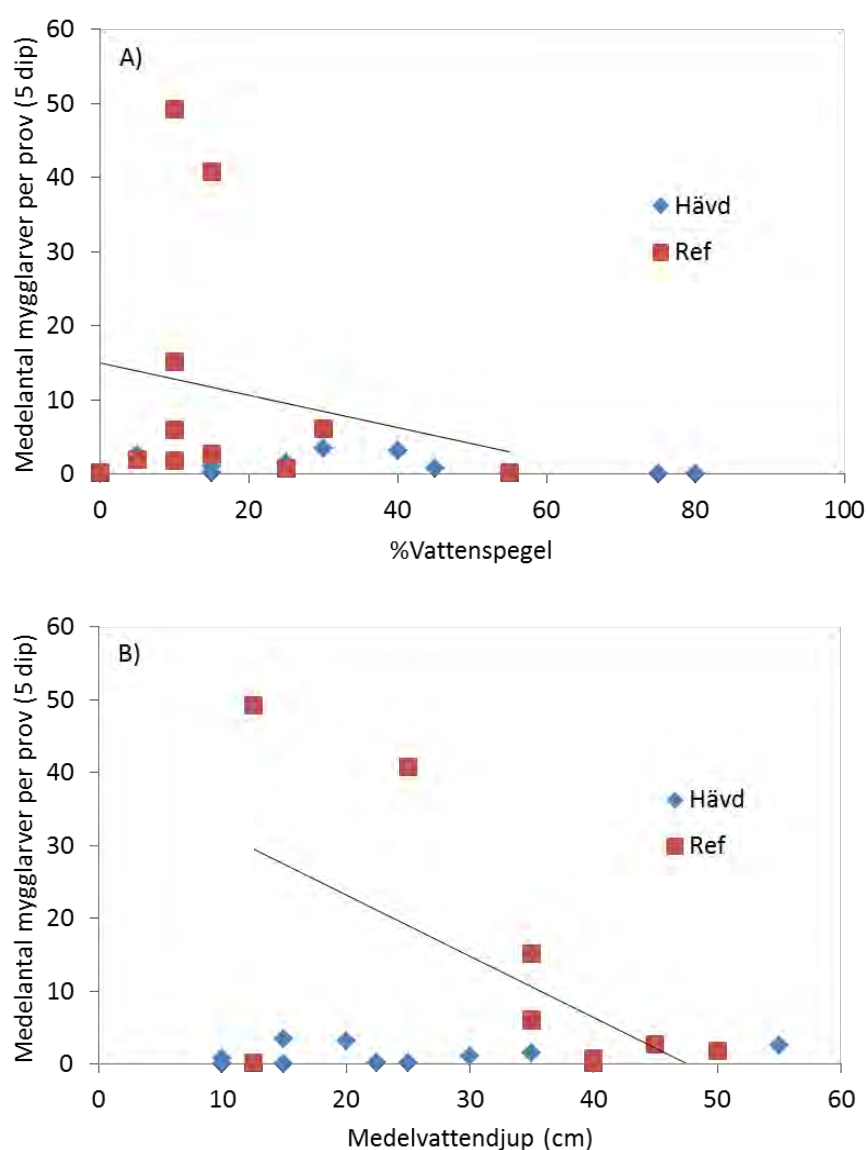 Medelantal mygglarver per prov (5 dip)
A)
60
50
40
30
20
10
0
Hävd
Ref
0 20 40 60 80 100
%Vattenspegel
Medelantal mygglarver per prov (5 dip)
B)
60
50
40
30
20
10
0
Hävd
Ref
0 10 20 30 40 50 60
Medelvattendjup (cm)